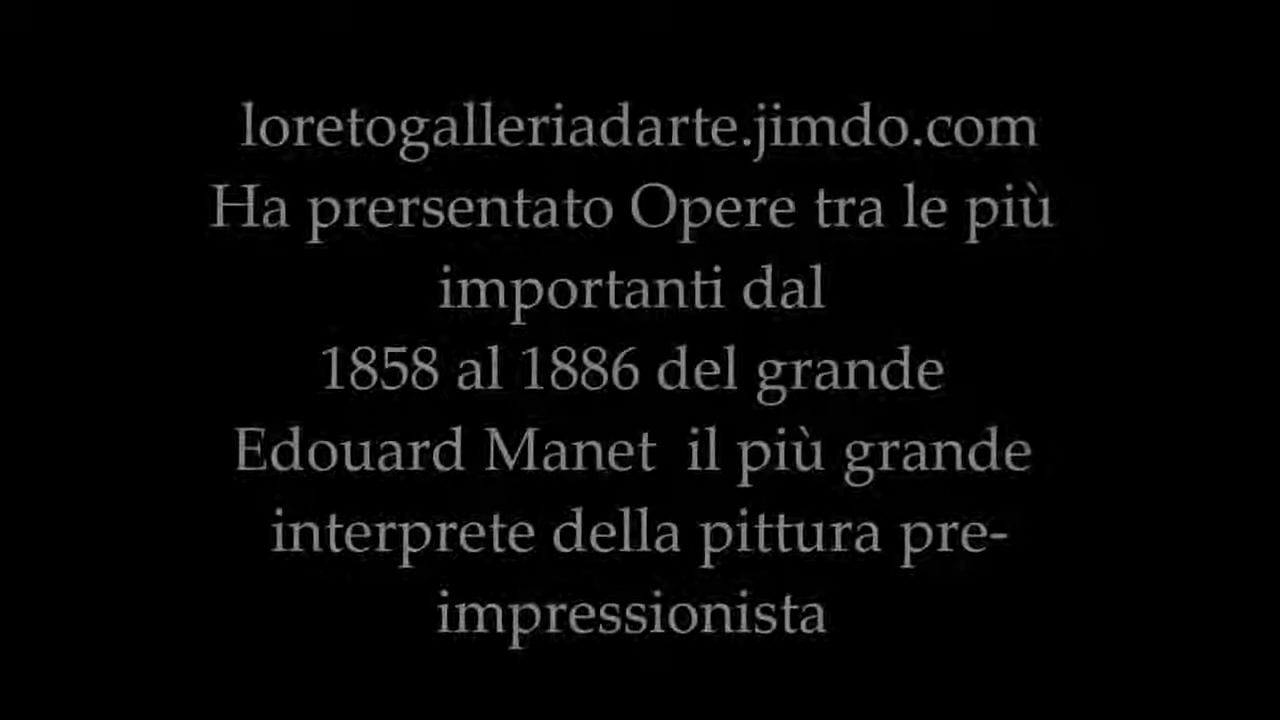 loretogalleriadarte.jimdo.com
Ha prersentato Opere tra le più
importanti dal
1858 al 1886 del grande
Edouard Manet il più grande
interprete della pittura pre-
impressionista